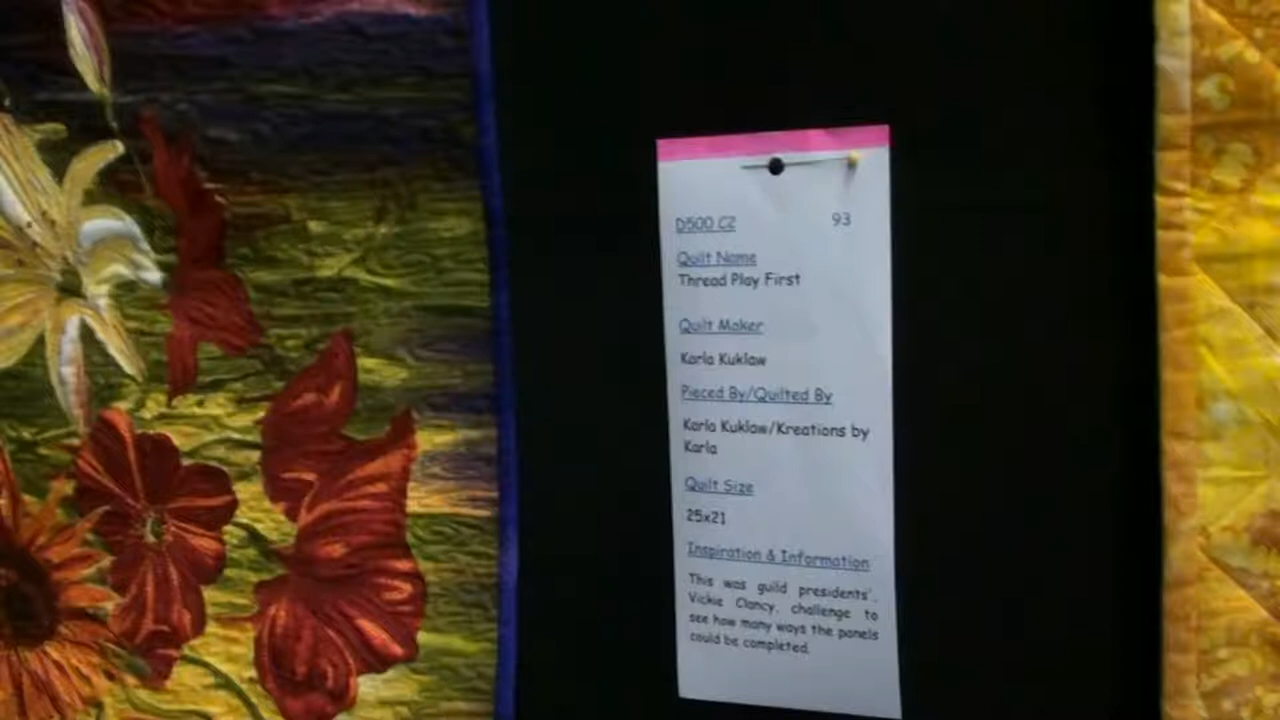 D500 C2 93
Quilt Name
Thread Play First
Quilt Maker
Karla Kuklaw
Pieced By/Quilted By
Karla Kuklaw/Kreations by
Karla
Quilt Size
25x21
Inspiration & Information
This was guild presidents',
Vickie Clancy, challenge to
see how many ways the panels
could be completed.